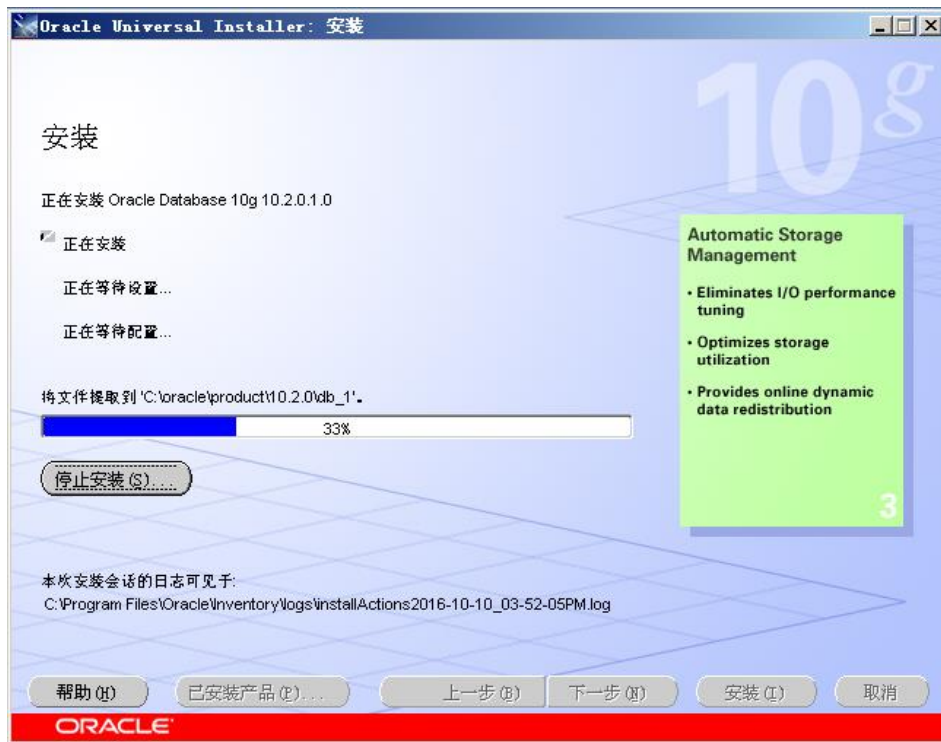 Oracle Universal Installer: 安装
10g
安装
正在安装 Oracle Database 10g 10.2.0.1.0
正在安装
正在等待设置...
正在等待配置...
将文件提取到 'C:\oracle\product\10.2.0\db_1'。
33%
停止安装(S)...
Automatic Storage
Management
· Eliminates I/O performance
tuning
· Optimizes storage
utilization
· Provides online dynamic
data redistribution
3
本次安装会话的日志可见于:
C:\Program Files\Oracle\Inventory\logs\installActions2016-10-10_03-52-05PM.log
帮助(H) 已安装产品(P)... 上一步(B) 下一步(N) 安装(I) 取消
ORACLE